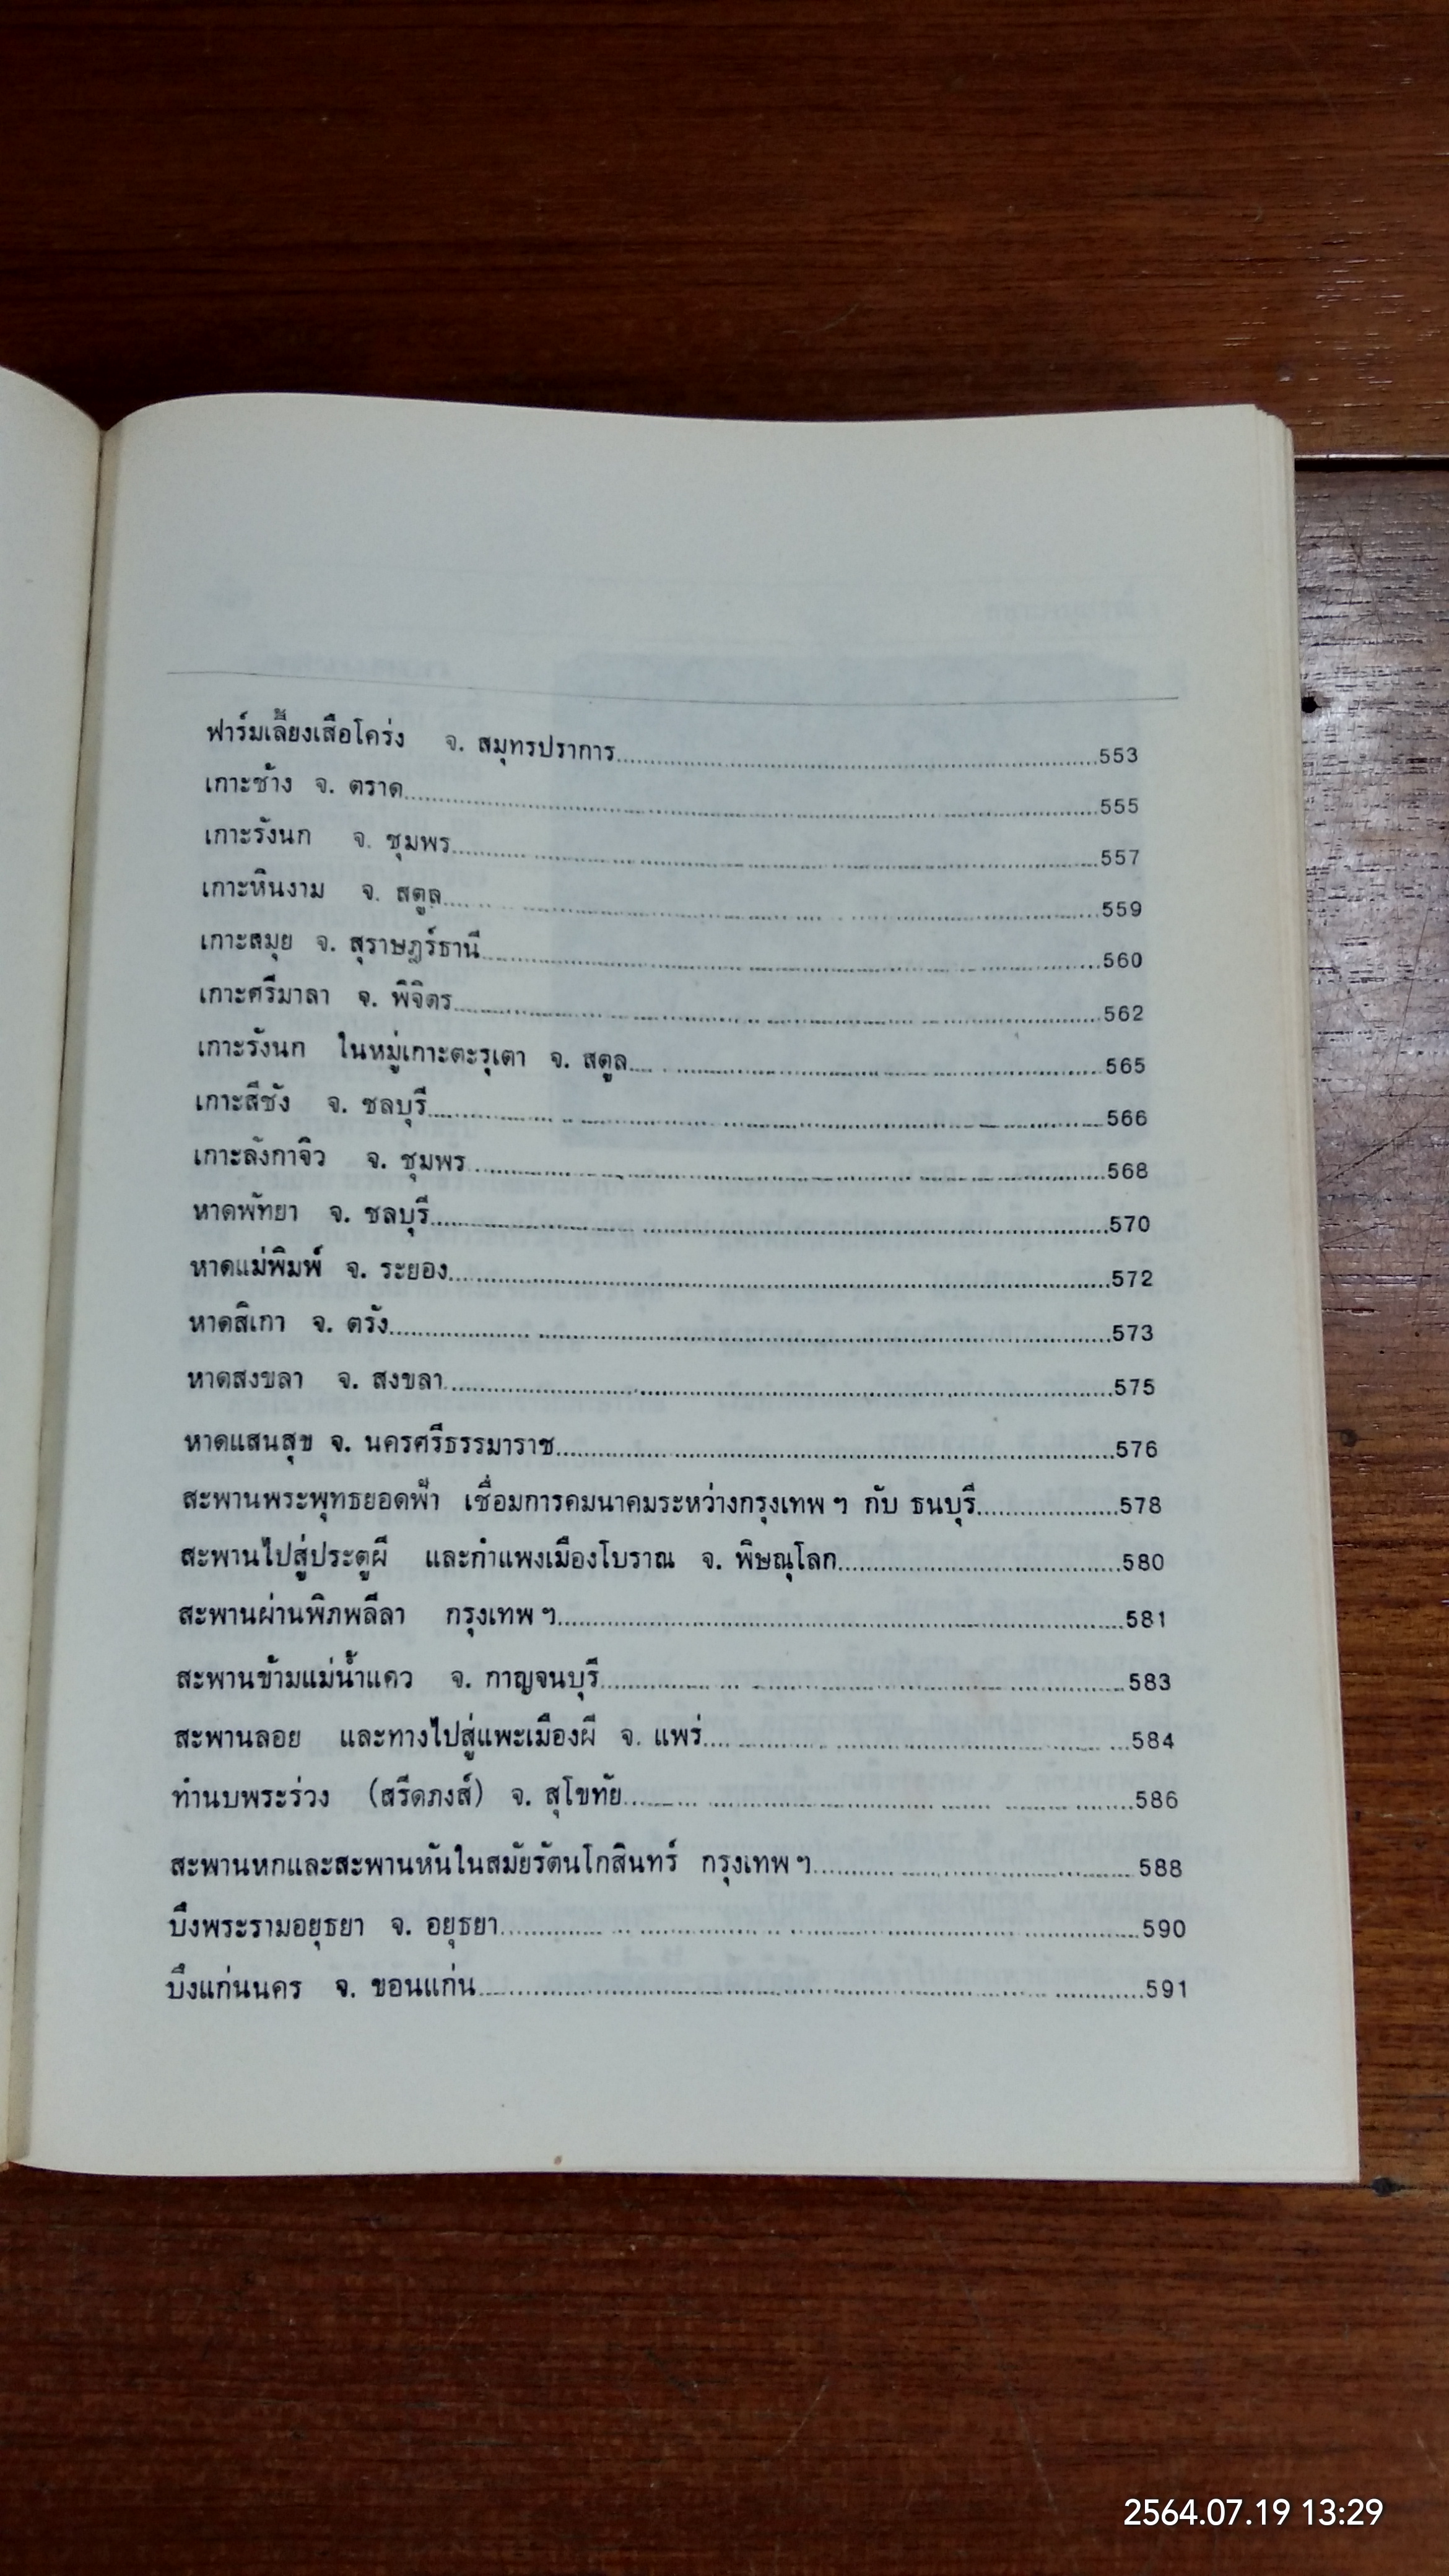 ฟาร์มเลี้ยงเสือโคร่ง จ. สมุทรปราการ 553
เกาะช้าง จ. ตราด 555
เกาะรังนก จ. ชุมพร 557
เกาะหินงาม จ. สตูล 559
เกาะสมุย จ. สุราษฎร์ธานี 560
เกาะศรีมาลา จ. พิจิตร 562
เกาะรังนก ในหมู่เกาะตะรุเตา จ. สตูล 565
เกาะสีชัง จ. ชลบุรี 566
เกาะลังกาจิว จ. ชุมพร 568
หาดพัทยา จ. ชลบุรี 570
หาดแม่พิมพ์ จ. ระยอง 572
หาดสิเกา จ. ตรัง 573
หาดสงขลา จ. สงขลา 575
หาดแสนสุข จ. นครศรีธรรมาราช 576
สะพานพระพุทธยอดฟ้า เชื่อมการคมนาคมระหว่างกรุงเทพ ฯ กับ ธนบุรี 578
สะพานไปสู่ประตูผี และกำแพงเมืองโบราณ จ. พิษณุโลก 580
สะพานผ่านพิภพลีลา กรุงเทพ ฯ 581
สะพานข้ามแม่น้ำแคว จ. กาญจนบุรี 583
สะพานลอย และทางไปสู่แพะเมืองผี จ. แพร่ 584
ทำนบพระร่วง (สรีดภงส์) จ. สุโขทัย 586
สะพานหกและสะพานหันในสมัยรัตนโกสินทร์ กรุงเทพ ฯ 588
บึงพระรามอยุธยา จ. อยุธยา 590
บึงแก่นนคร จ. ขอนแก่น 591
2564.07.19 13:29